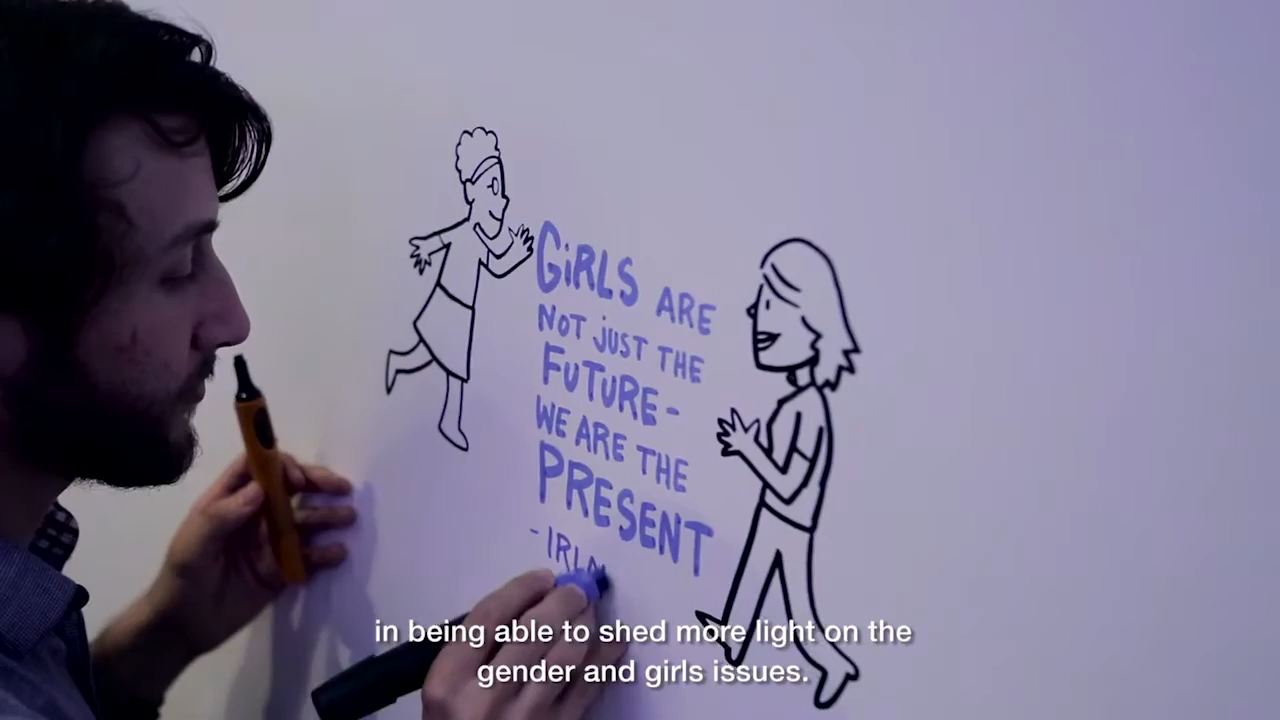 GiRLS ARE
NOT JUST THE
FUTURE -
WE ARE THE
PRESENT
in being able to shed more light on the
gender and girls issues.